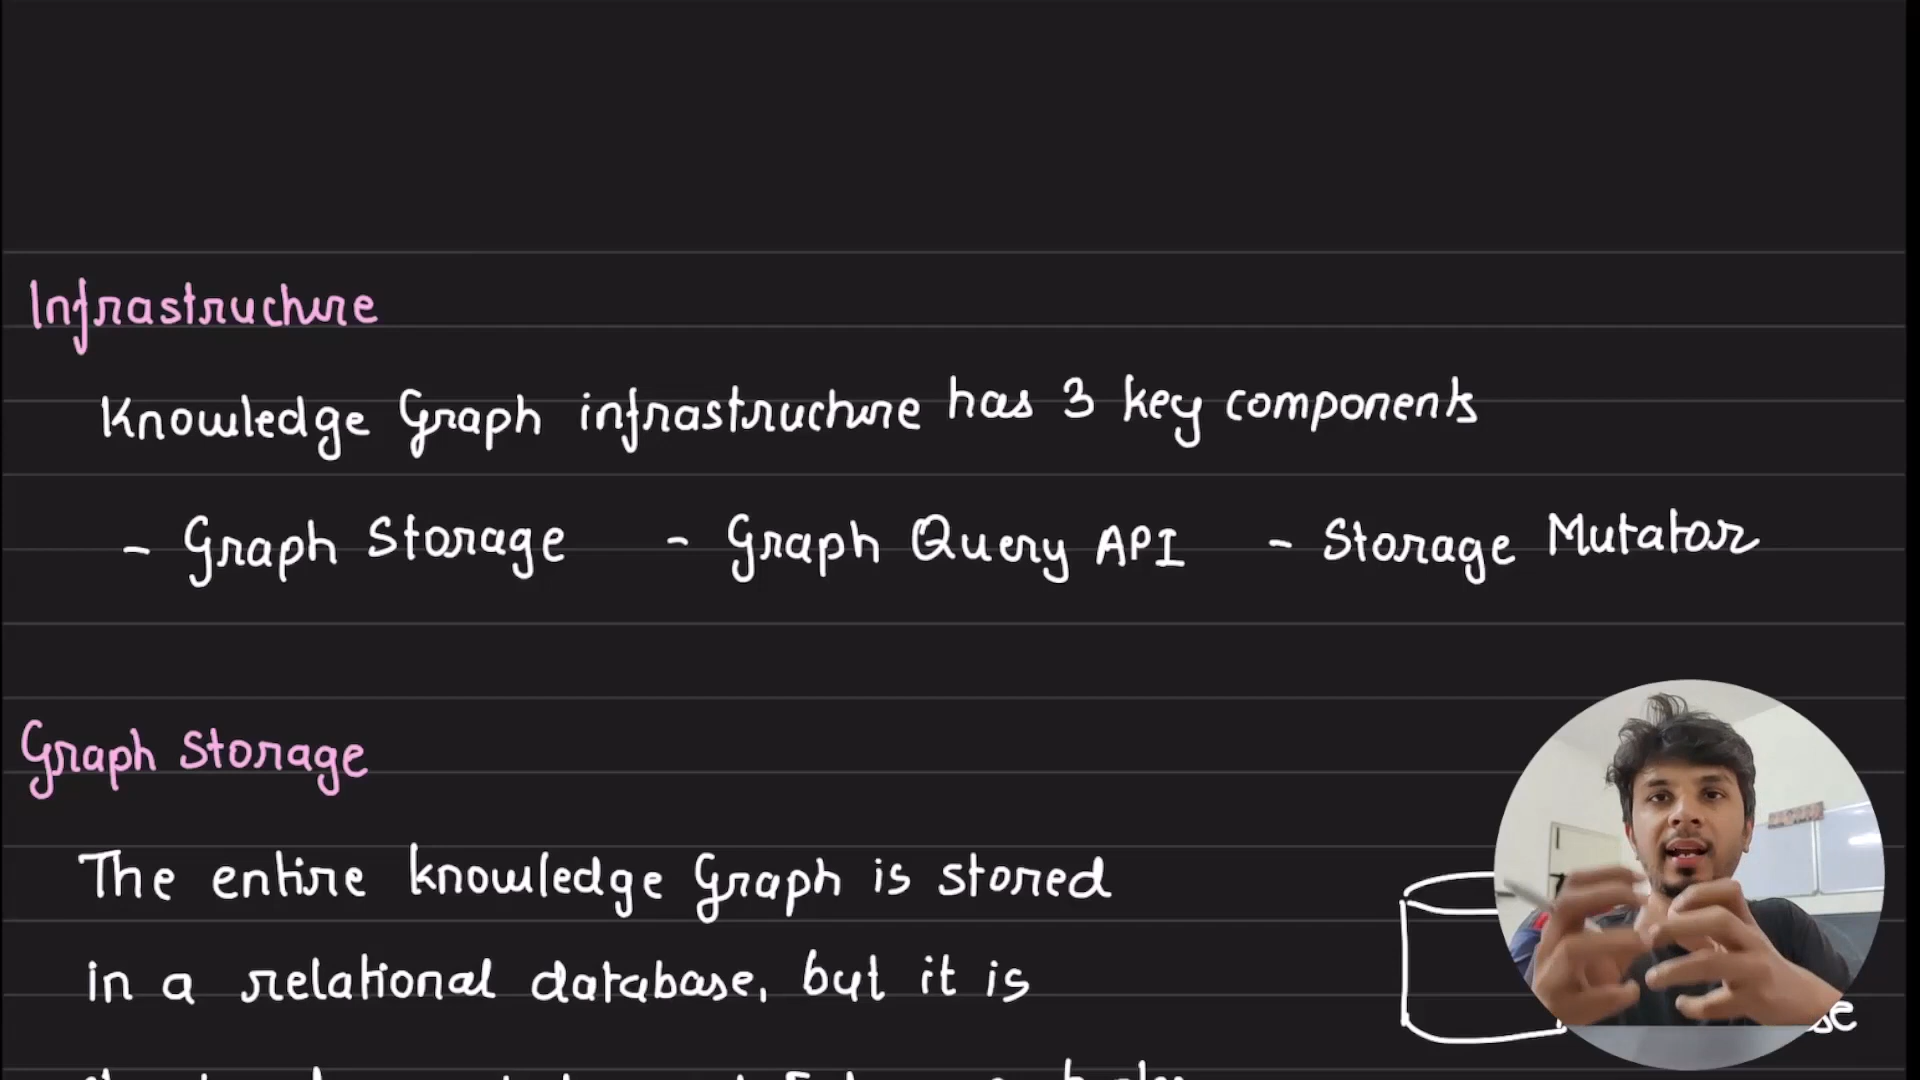 Infrastructure
Knowledge Graph infrastructure has 3 key components
- Graph Storage - Graph Query API - Storage Mutator
Graph Storage
The entire knowledge Graph is stored
in a relational database, but it is